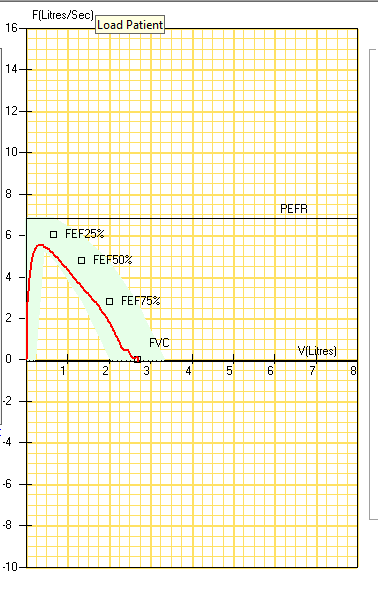 F(Litres/Sec)
Load Patient
16
14
12
10
8
PEFR
6
FEF25%
FEF50%
4
FEF75%
2
FVC
V(Litres)
0
1 2 3 4 5 6 7 8
-2
-4
-6
-8
-10